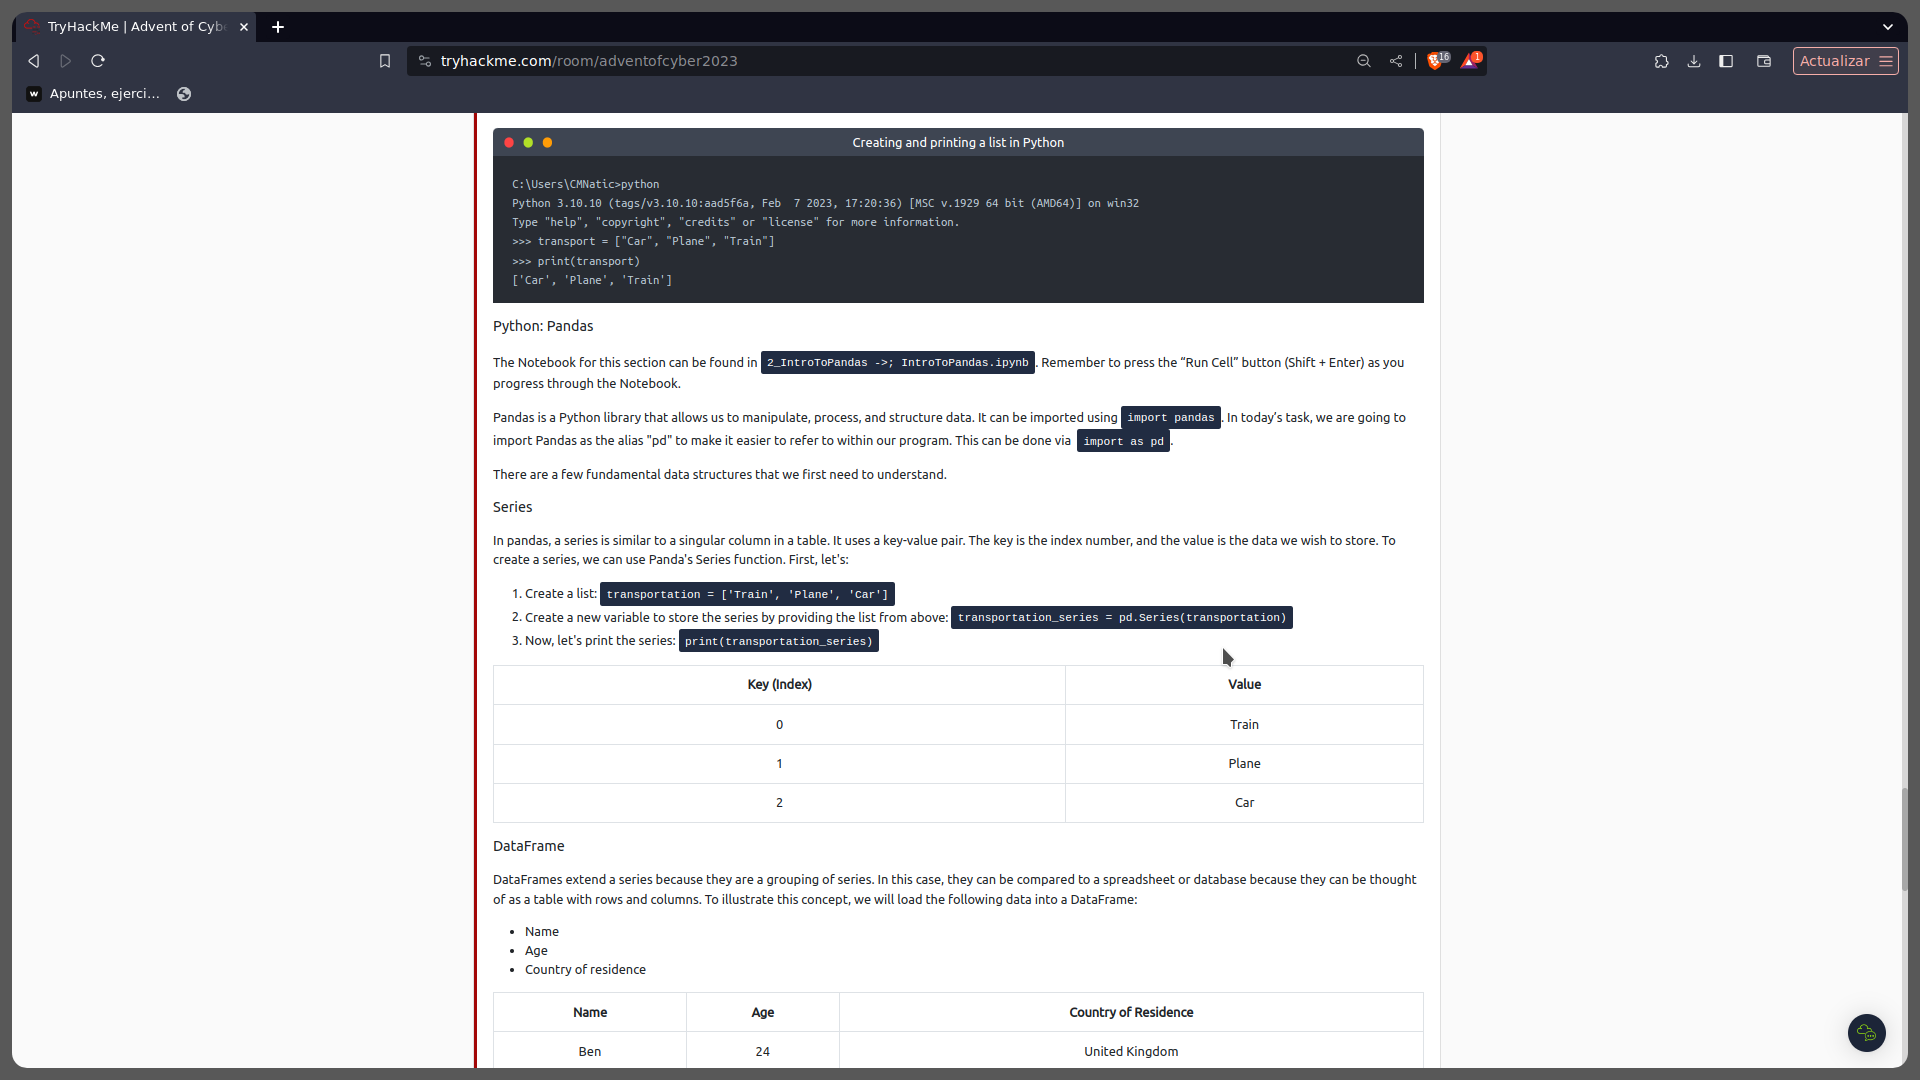 TryHackMe | Advent of Cyb
tryhackme.com/room/adventofcyber2023
16
1
Actualizar
Apuntes, ejerci...
Creating and printing a list in Python
C:\Users\CMNatic>python
Python 3.10.10 (tags/v3.10.10:aad5f6a, Feb  7 2023, 17:20:36) [MSC v.1929 64 bit (AMD64)] on win32
Type "help", "copyright", "credits" or "license" for more information.
>>> transport = ["Car", "Plane", "Train"]
>>> print(transport)
['Car', 'Plane', 'Train']
Python: Pandas
The Notebook for this section can be found in 2_IntroToPandas ->; IntroToPandas.ipynb. Remember to press the “Run Cell” button (Shift + Enter) as you
progress through the Notebook.
Pandas is a Python library that allows us to manipulate, process, and structure data. It can be imported using import pandas. In today’s task, we are going to
import Pandas as the alias "pd" to make it easier to refer to within our program. This can be done via import as pd.
There are a few fundamental data structures that we first need to understand.
Series
In pandas, a series is similar to a singular column in a table. It uses a key-value pair. The key is the index number, and the value is the data we wish to store. To
create a series, we can use Panda's Series function. First, let's:
1. Create a list: transportation = ['Train', 'Plane', 'Car']
2. Create a new variable to store the series by providing the list from above: transportation_series = pd.Series(transportation)
3. Now, let's print the series: print(transportation_series)
Key (Index) Value
0 Train
1 Plane
2 Car
DataFrame
DataFrames extend a series because they are a grouping of series. In this case, they can be compared to a spreadsheet or database because they can be thought
of as a table with rows and columns. To illustrate this concept, we will load the following data into a DataFrame:
• Name
• Age
• Country of residence
Name Age Country of Residence
Ben 24 United Kingdom